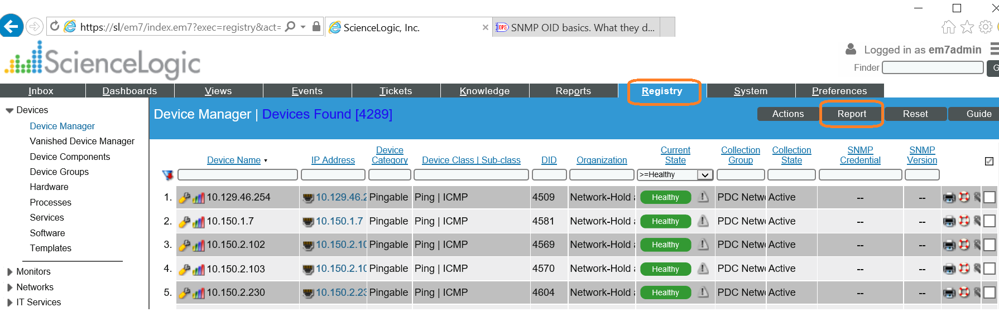 https://sl/em7/index.em7?exec=registry&act=
ScienceLogic, Inc.
SNMP OID basics. What they d...
ScienceLogic
Logged in as em7admin
Finder
G
Inbox Dashboards Views Events Tickets Knowledge Reports Registry System Preferences
Devices
Device Manager
Vanished Device Manager
Device Components
Device Groups
Hardware
Processes
Services
Software
Templates
Monitors
Networks
IT Services
Device Manager | Devices Found [4289]
Actions Report Reset Guide
Device Name IP Address Device Category Device Class | Sub-class DID Organization Current State Collection Group Collection State SNMP Credential SNMP Version
>=Healthy
1. 10.129.46.254 10.129.46.2 Pingable Ping | ICMP 4509 Network-Hold a Healthy PDC Netw Active -- --
2. 10.150.1.7 10.150.1.7 Pingable Ping | ICMP 4581 Network-Hold a Healthy PDC Netw Active -- --
3. 10.150.2.102 10.150.2.10 Pingable Ping | ICMP 4569 Network-Hold a Healthy PDC Netw Active -- --
4. 10.150.2.103 10.150.2.10 Pingable Ping | ICMP 4570 Network-Hold a Healthy PDC Netw Active -- --
5. 10.150.2.230 10.150.2.23 Pingable Ping | ICMP 4604 Network-Hold a Healthy PDC Netw Active -- --